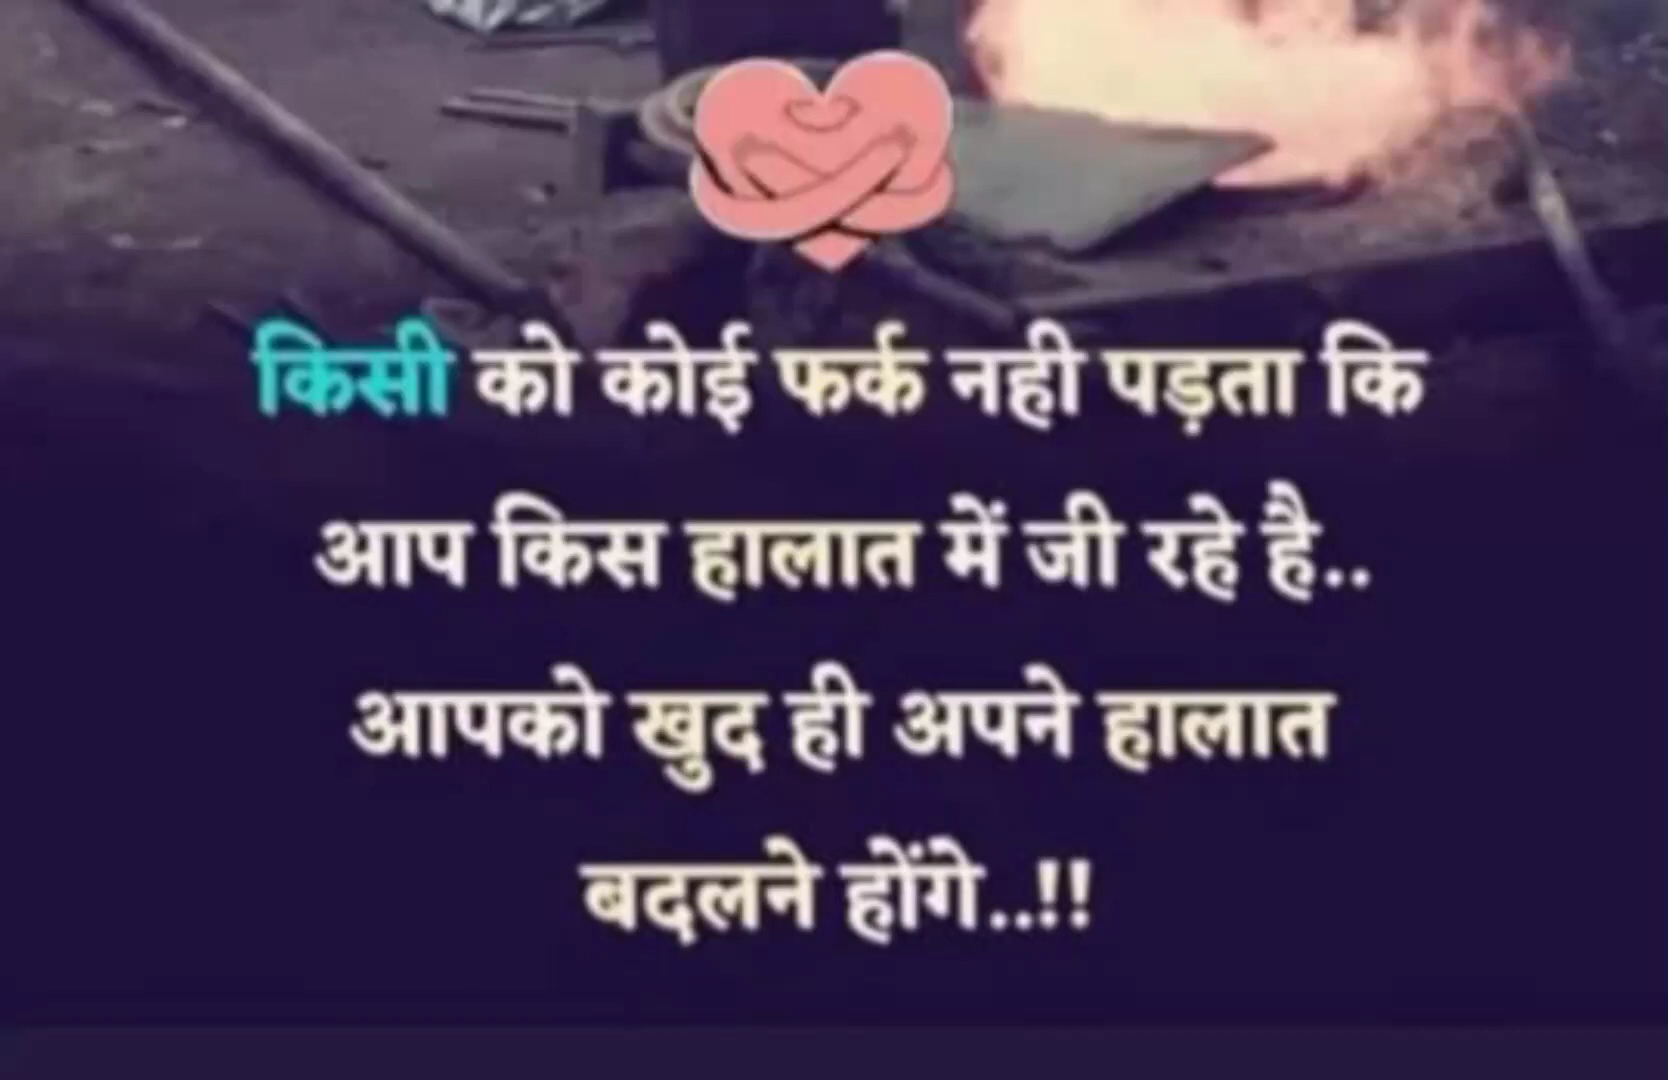 किसी को कोई फर्क नही पड़ता कि
आप किस हालात में जी रहे है..
आपको खुद ही अपने हालात
बदलने होंगे..!!